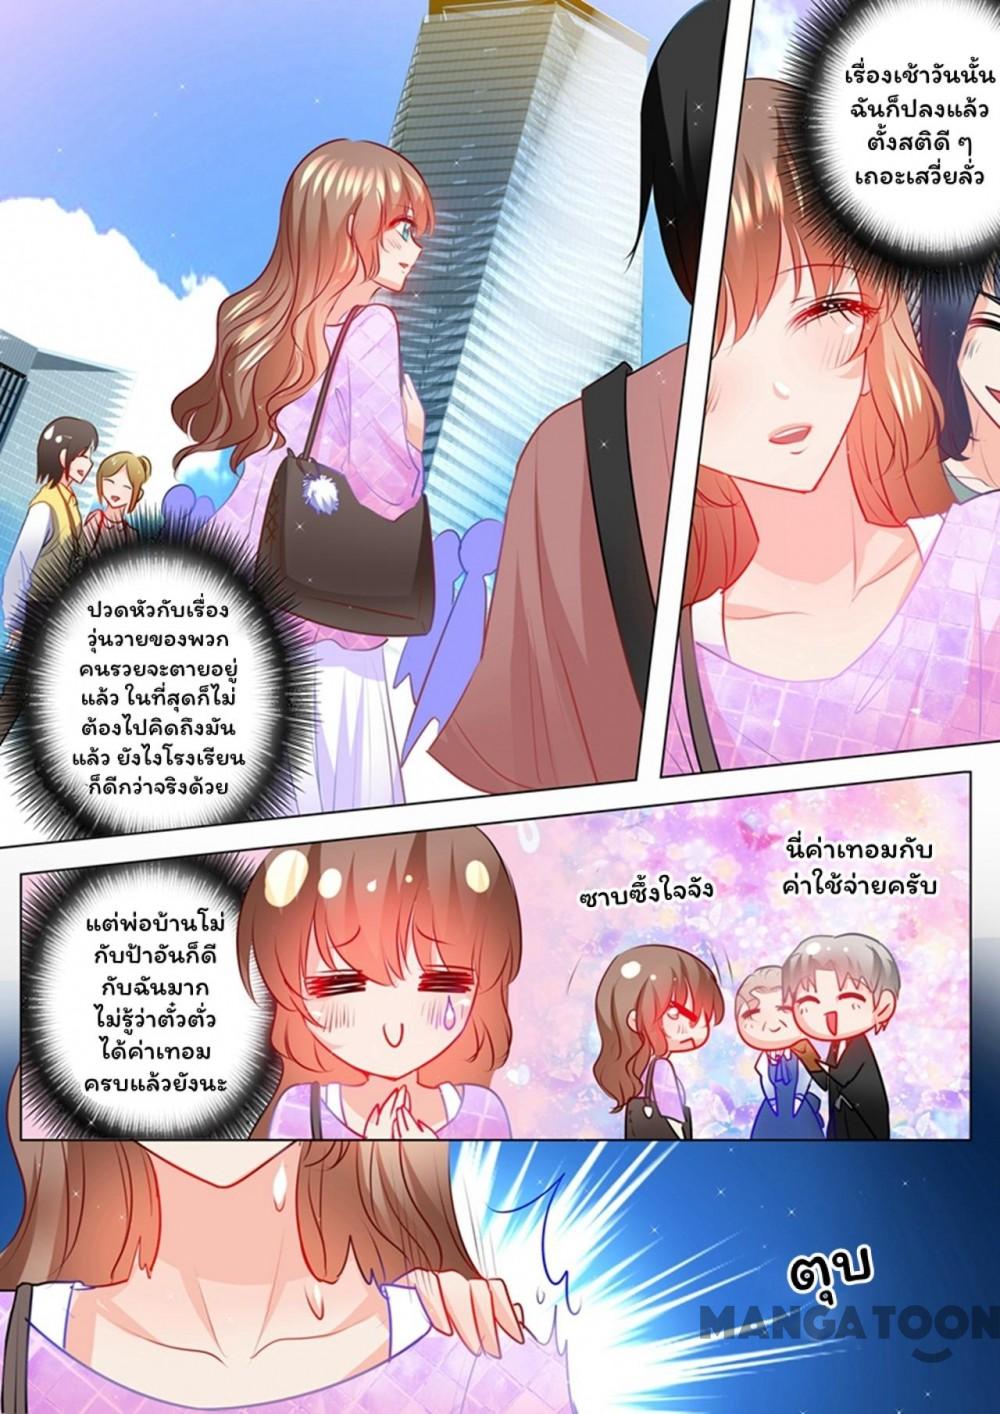 เรื่องเช้าวันนั้น
ฉันก็ปลงแล้ว
ตั้งสติดี ๆ
เถอะเสวี่ยลั่ว
ปวดหัวกับเรื่อง
วุ่นวายของพวก
คนรวยจะตายอยู่
แล้ว ในที่สุดก็ไม่
ต้องไปคิดถึงมัน
แล้ว ยังไงโรงเรียน
ก็ดีกว่าจริงด้วย
แต่พ่อบ้านโม่
กับป้าอันก็ดี
กับฉันมาก
ไม่รู้ว่าตั๋วตั่ว
ได้ค่าเทอม
ครบแล้วยังนะ
ซาบซึ้งใจจัง
นี่ค่าเทอมกับ
ค่าใช้จ่ายครับ
ตุบ
MANGATOON